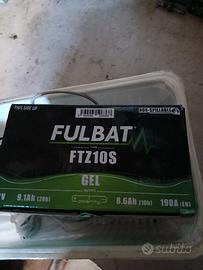 THIS SIDE UP
NON-SPILLABLE
FULBAT
FTZ10S
GEL
9.1Ah (20h)
8.6Ah (10h)
190A (EN)
subito